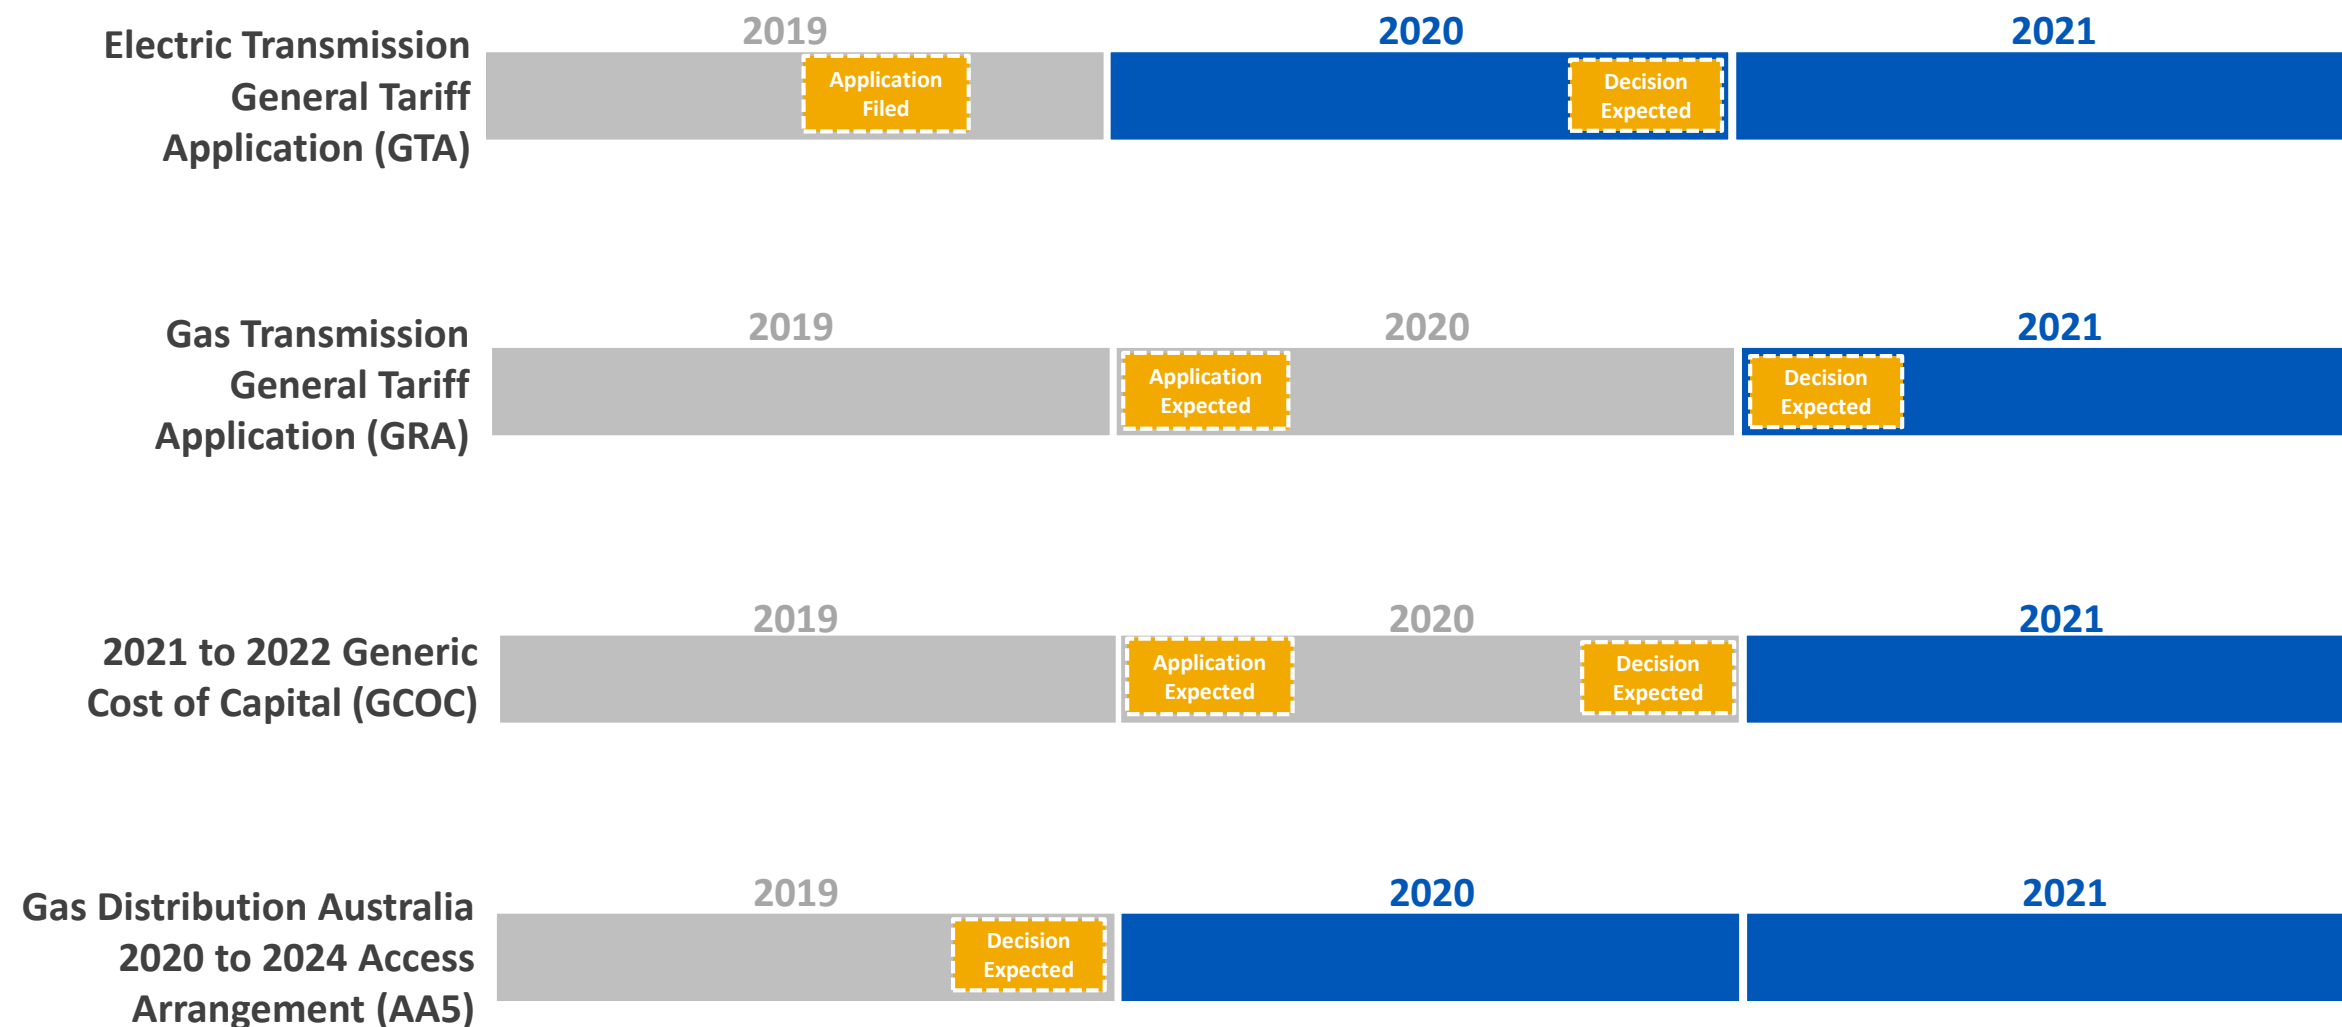 Electric Transmission
General Tariff
Application (GTA)
2019
2020
2021
Application
Filed
Decision
Expected
Gas Transmission
General Tariff
Application (GRA)
2019
2020
2021
Application
Expected
Decision
Expected
2021 to 2022 Generic
Cost of Capital (GCOC)
2019
2020
2021
Application
Expected
Decision
Expected
Gas Distribution Australia
2020 to 2024 Access
Arrangement (AA5)
2019
2020
2021
Decision
Expected